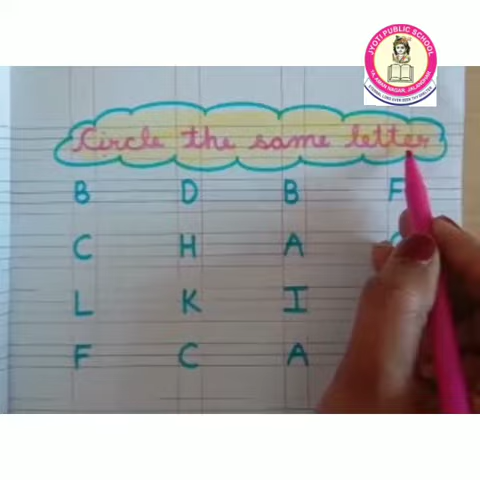 JYOTI PUBLIC SCHOOL
Circle the same letter
B D B F
C H A
L K I
F C A